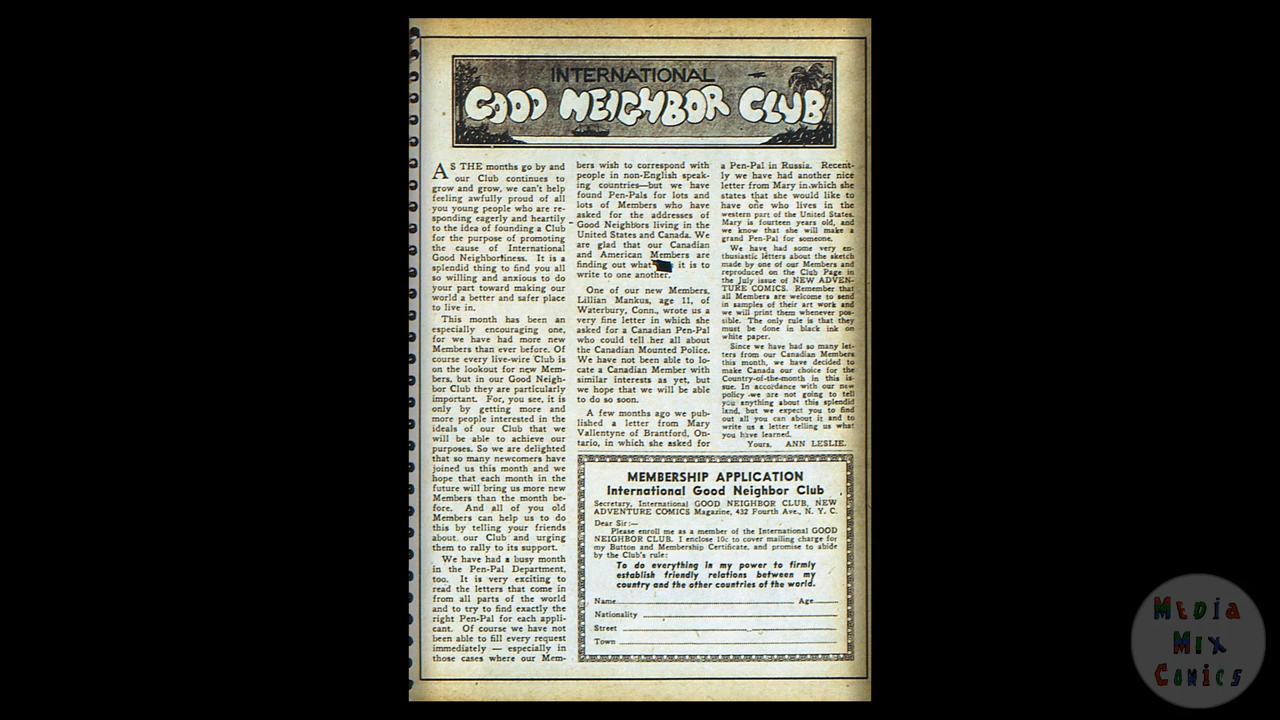 INTERNATIONAL
GOOD NEIGHBOR CLUB
AS THE months go by and
our Club continues to
grow and grow, we can't help
feeling awfully proud of all
you young people who are re-
sponding eagerly and heartily
to the idea of founding a Club
for the purpose of promoting
the cause of International
Good Neighborliness. It is a
splendid thing to find you all
so willing and anxious to do
your part toward making our
world a better and safer place
to live in.
This month has been an
especially encouraging one,
for we have had more new
Members than ever before. Of
course every live-wire Club is
on the lookout for new Mem-
bers, but in our Good Neigh-
bor Club they are particularly
important. For, you see, it is
only by getting more and
more people interested in the
ideals of our Club that we
will be able to achieve our
purposes. So we are delighted
that so many newcomers have
joined us this month and we
hope that each month in the
future will bring us more new
Members than the month be-
fore. And all of you old
Members can help us to do
this by telling your friends
about our Club and urging
them to rally to its support.
We have had a busy month
in the Pen-Pal Department,
too. It is very exciting to
read the letters that come in
from all parts of the world
and to try to find exactly the
right Pen-Pal for each appli-
cant. Of course we have not
been able to fill every request
immediately — especially in
those cases where our Mem-
bers wish to correspond with
people in non-English speak-
ing countries—but we have
found Pen-Pals for lots and
lots of Members who have
asked for the addresses of
Good Neighbors living in the
United States and Canada. We
are glad that our Canadian
and American Members are
finding out what it is to
write to one another.
One of our new Members,
Lillian Mankus, age 11, of
Waterbury, Conn., wrote us a
very fine letter in which she
asked for a Canadian Pen-Pal
who could tell her all about
the Canadian Mounted Police.
We have not been able to lo-
cate a Canadian Member with
similar interests as yet, but
we hope that we will be able
to do so soon.
A few months ago we pub-
lished a letter from Mary
Vallentyne of Brantford, On-
tario, in which she asked for
a Pen-Pal in Russia. Recent-
ly we have had another nice
letter from Mary in which she
states that she would like to
have one who lives in the
western part of the United States.
Mary is fourteen years old, and
we know that she will make a
grand Pen-Pal for someone.
We have had some very en-
thusiastic letters about the sketch
made by one of our Members and
reproduced on the Club Page in
the July issue of NEW ADVEN-
TURE COMICS. Remember that
all Members are welcome to send
in samples of their art work and
we will print them whenever pos-
sible. The only rule is that they
must be done in black ink on
white paper.
Since we have had so many let-
ters from our Canadian Members
this month, we have decided to
make Canada our choice for the
Country-of-the-month in this is-
sue. In accordance with our new
policy we are not going to tell
you anything about this splendid
land, but we expect you to find
out all you can about it and to
write us a letter telling us what
you have learned.
Yours, ANN LESLIE.
MEMBERSHIP APPLICATION
International Good Neighbor Club
Secretary, International GOOD NEIGHBOR CLUB, NEW
ADVENTURE COMICS Magazine, 432 Fourth Ave., N. Y. C.
Dear Sir:—
Please enroll me as a member of the International GOOD
NEIGHBOR CLUB. I enclose 10c to cover mailing charge for
my Button and Membership Certificate, and promise to abide
by the Club's rule:
To do everything in my power to firmly
establish friendly relations between my
country and the other countries of the world.
Name Age
Nationality
Street
Town
MEDIA
MIX
COMICS